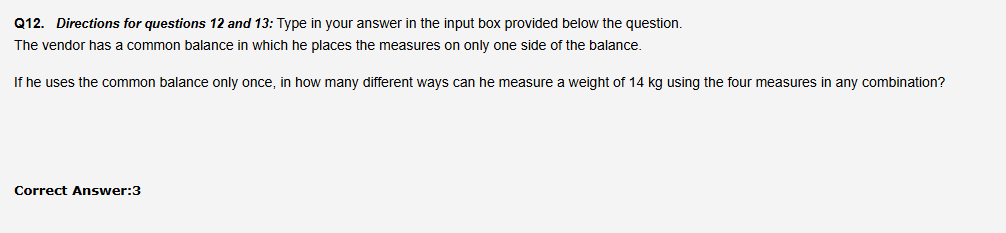 Q12. Directions for questions 12 and 13: Type in your answer in the input box provided below the question.
The vendor has a common balance in which he places the measures on only one side of the balance.
If he uses the common balance only once, in how many different ways can he measure a weight of 14 kg using the four measures in any combination?
Correct Answer:3